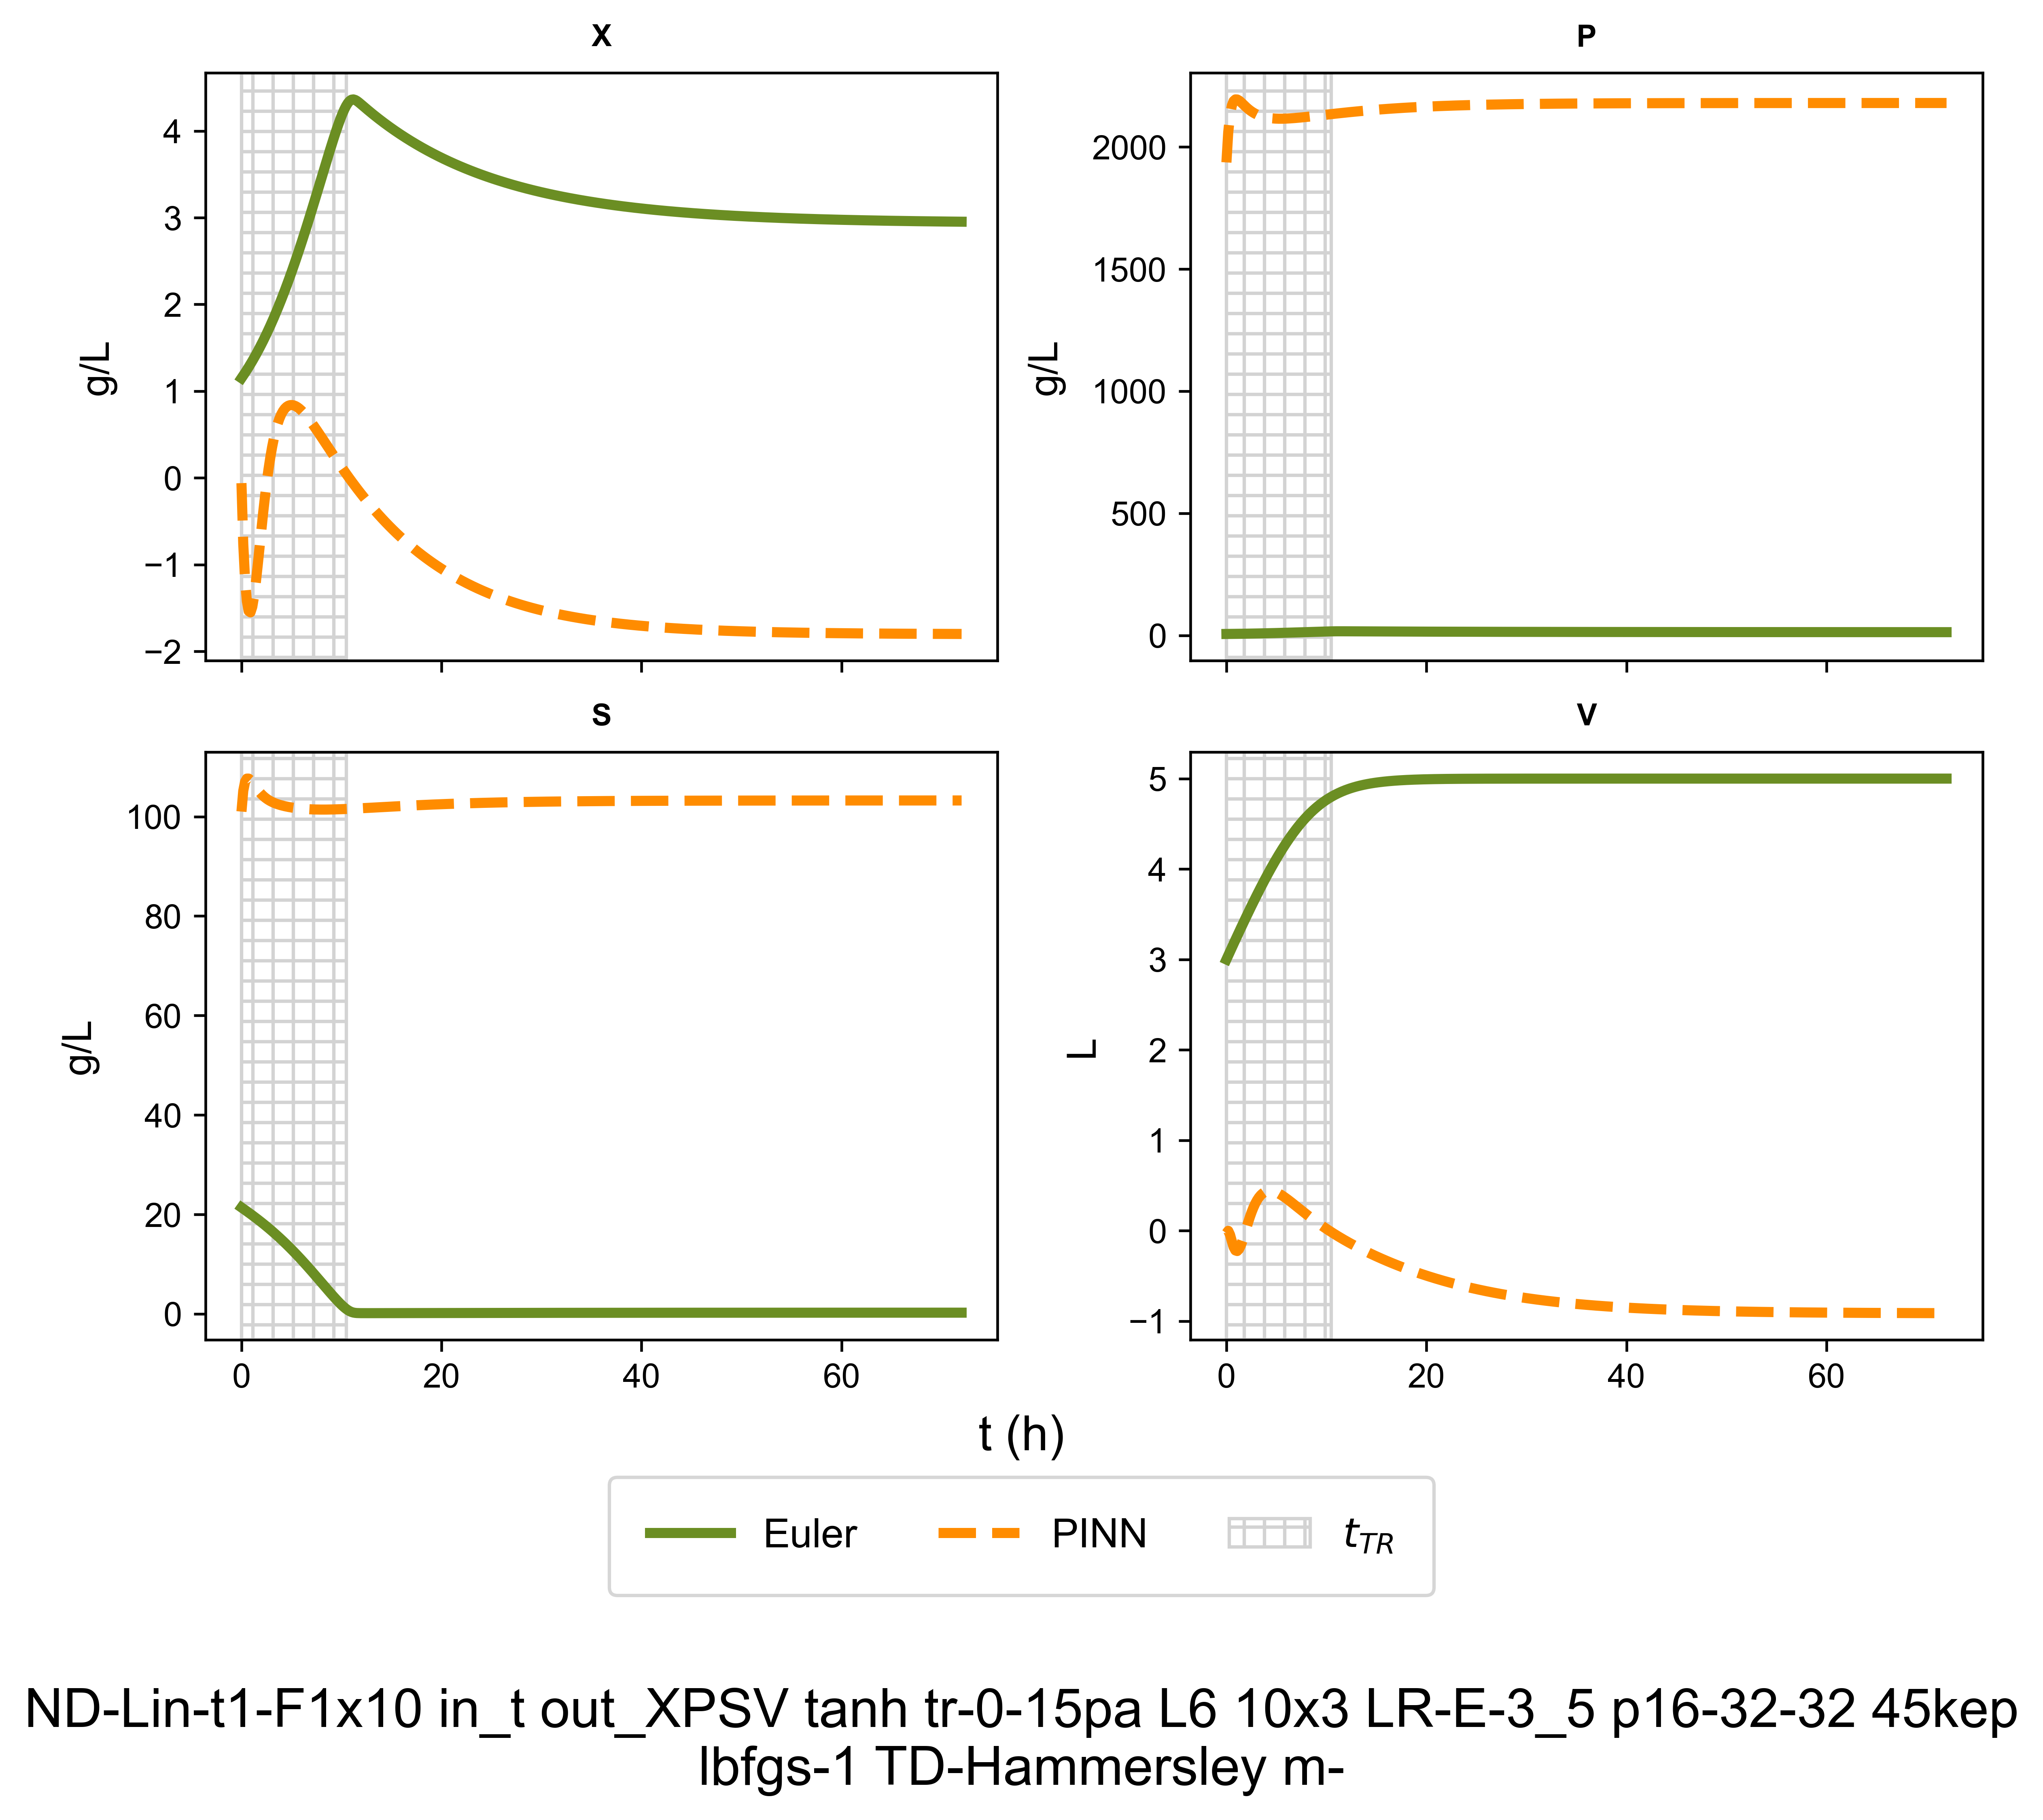 X
4
3
2
1
0
−1
−2
g/L
P
2000
1500
1000
500
0
g/L
S
100
80
60
40
20
0
g/L
0 20 40 60
V
5
4
3
2
1
0
−1
L
0 20 40 60
t (h)
Euler PINN t_TR
ND-Lin-t1-F1x10 in_t out_XPSV tanh tr-0-15pa L6 10x3 LR-E-3_5 p16-32-32 45kep
lbfgs-1 TD-Hammersley m-